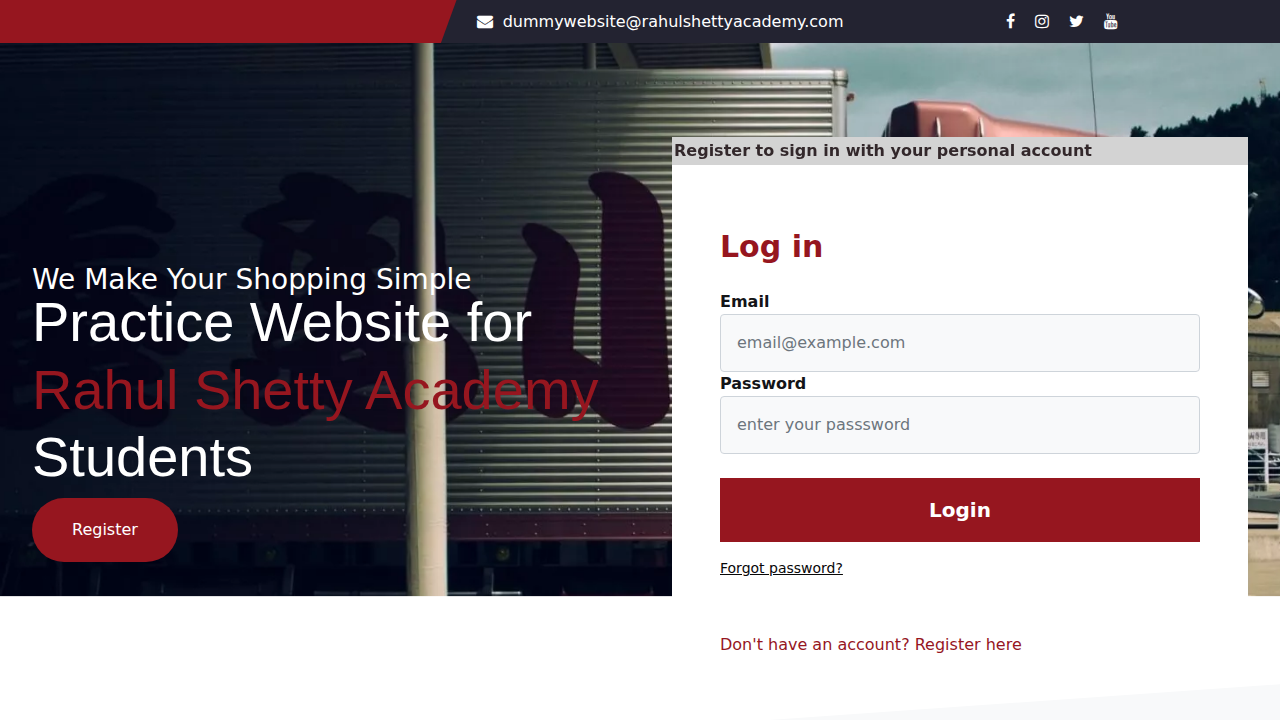 dummywebsite@rahulshettyacademy.com
You
Tube
Register to sign in with your personal account
We Make Your Shopping Simple
Practice Website for
Rahul Shetty Academy
Students
Register
Log in
Email
email@example.com
Password
enter your passsword
Login
Forgot password?
Don't have an account? Register here